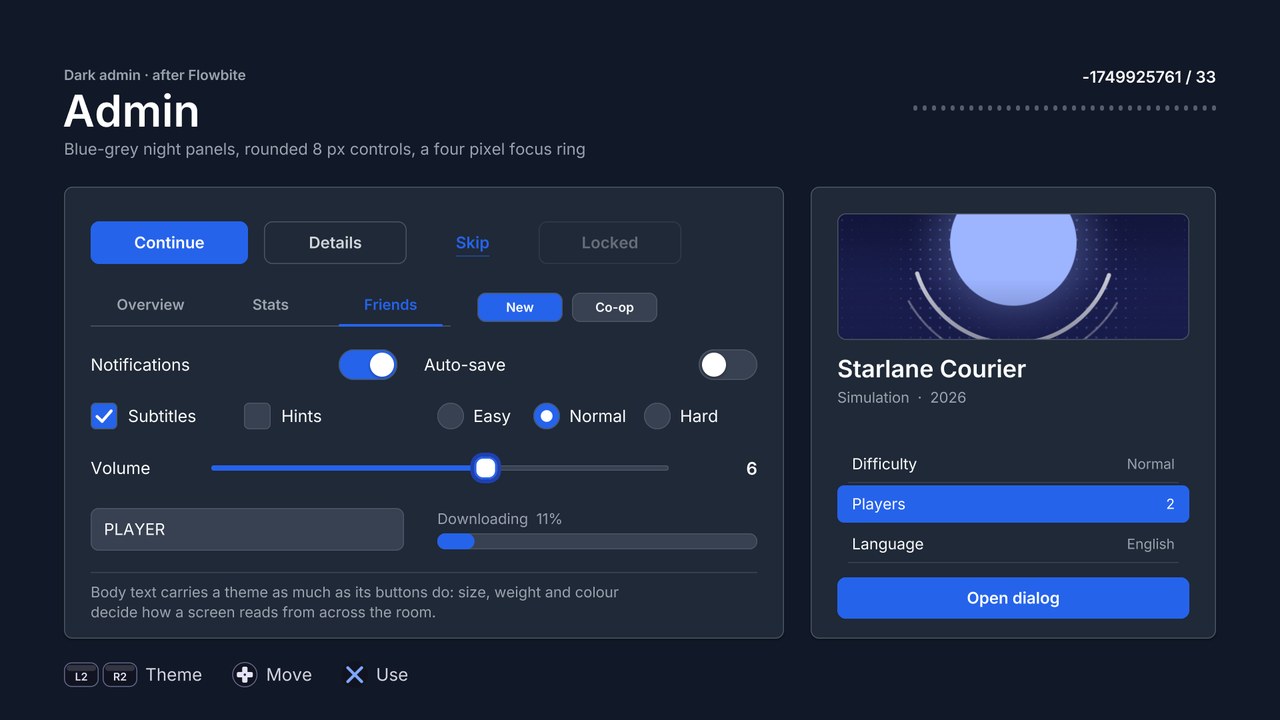 Dark admin · after Flowbite
Admin
Blue-grey night panels, rounded 8 px controls, a four pixel focus ring
-1749925761 / 33
Continue
Details
Skip
Locked
Overview
Stats
Friends
New
Co-op
Notifications
Auto-save
Subtitles
Hints
Easy
Normal
Hard
Volume
6
PLAYER
Downloading 11%
Body text carries a theme as much as its buttons do: size, weight and colour
decide how a screen reads from across the room.
Starlane Courier
Simulation · 2026
Difficulty
Normal
Players
2
Language
English
Open dialog
L2
R2
Theme
Move
Use